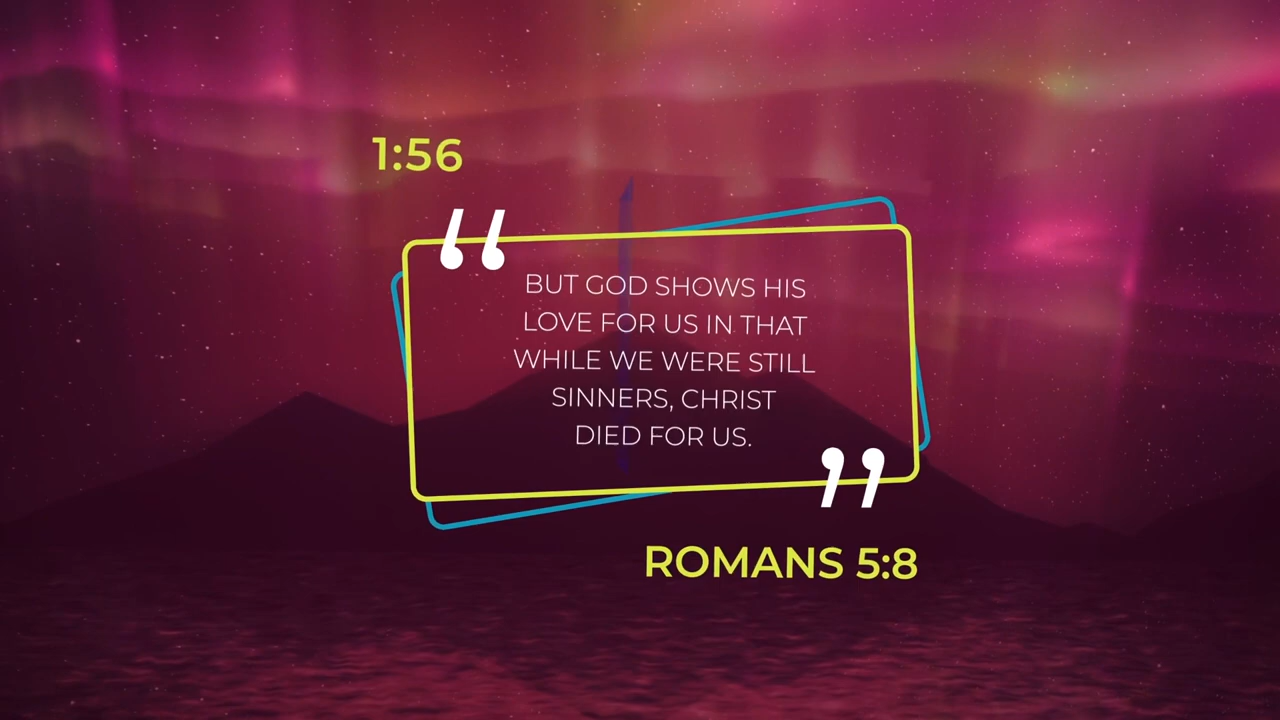 1:56
“
BUT GOD SHOWS HIS
LOVE FOR US IN THAT
WHILE WE WERE STILL
SINNERS, CHRIST
DIED FOR US.
”
ROMANS 5:8